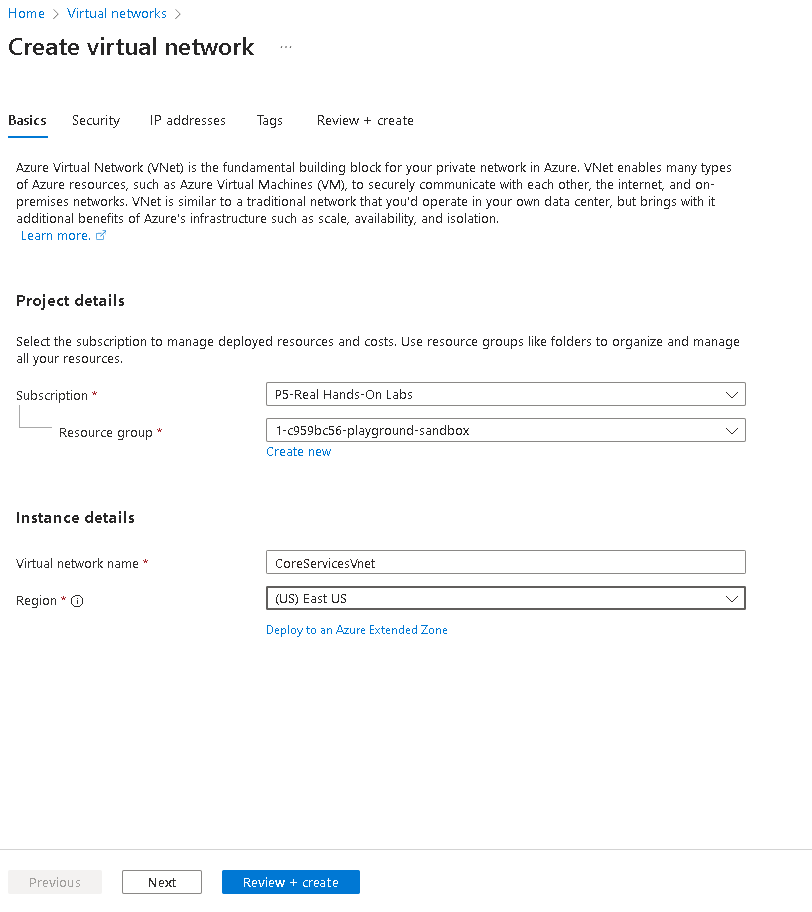 Home > Virtual networks >
Create virtual network ...
Basics Security IP addresses Tags Review + create
Azure Virtual Network (VNet) is the fundamental building block for your private network in Azure. VNet enables many types
of Azure resources, such as Azure Virtual Machines (VM), to securely communicate with each other, the internet, and on-
premises networks. VNet is similar to a traditional network that you'd operate in your own data center, but brings with it
additional benefits of Azure's infrastructure such as scale, availability, and isolation.
Learn more.
Project details
Select the subscription to manage deployed resources and costs. Use resource groups like folders to organize and manage
all your resources.
Subscription * P5-Real Hands-On Labs
Resource group * 1-c959bc56-playground-sandbox
Create new
Instance details
Virtual network name * CoreServicesVnet
Region * (US) East US
Deploy to an Azure Extended Zone
Previous Next Review + create